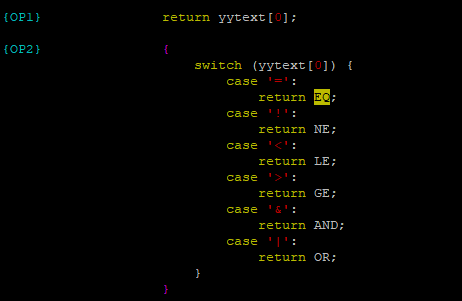 {OP1} return yytext[0];
{OP2} {
switch (yytext[0]) {
case '=':
return EQ;
case '!':
return NE;
case '<':
return LE;
case '>':
return GE;
case '&':
return AND;
case '|':
return OR;
}
}